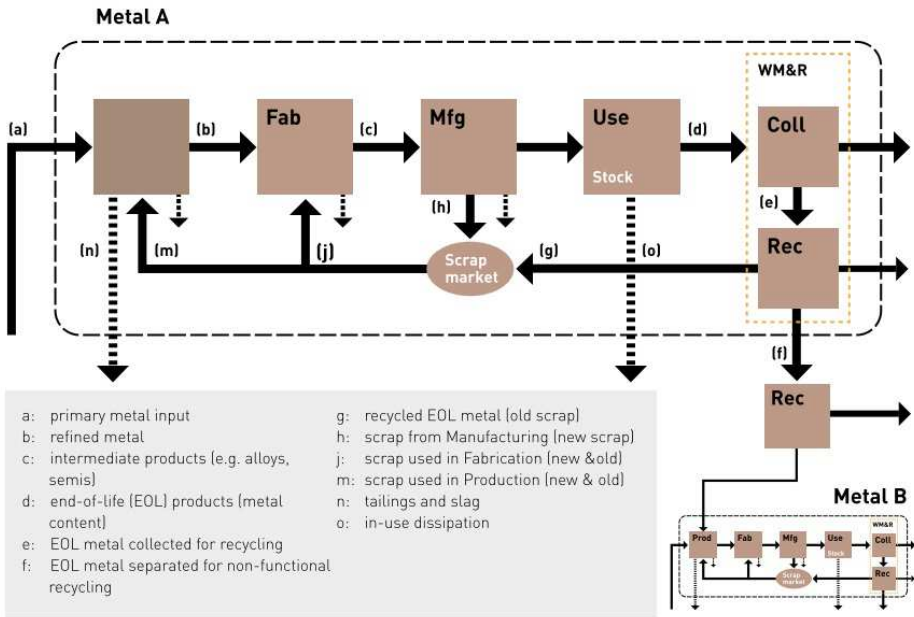 Metal A
WM&R
(a)
(b)
Fab
(c)
Mfg
Use
Stock
(d)
Coll
(e)
(h)
(n)
(m)
(j)
Scrap
market
(g)
(o)
Rec
(f)
Rec
a: primary metal input
b: refined metal
c: intermediate products (e.g. alloys,
semis)
d: end-of-life (EOL) products (metal
content)
e: EOL metal collected for recycling
f: EOL metal separated for non-functional
recycling
g: recycled EOL metal (old scrap)
h: scrap from Manufacturing (new scrap)
j: scrap used in Fabrication (new &old)
m: scrap used in Production (new & old)
n: tailings and slag
o: in-use dissipation
Metal B
WM&R
Prod
Fab
Mfg
Use
Stock
Coll
Scrap
market
Rec